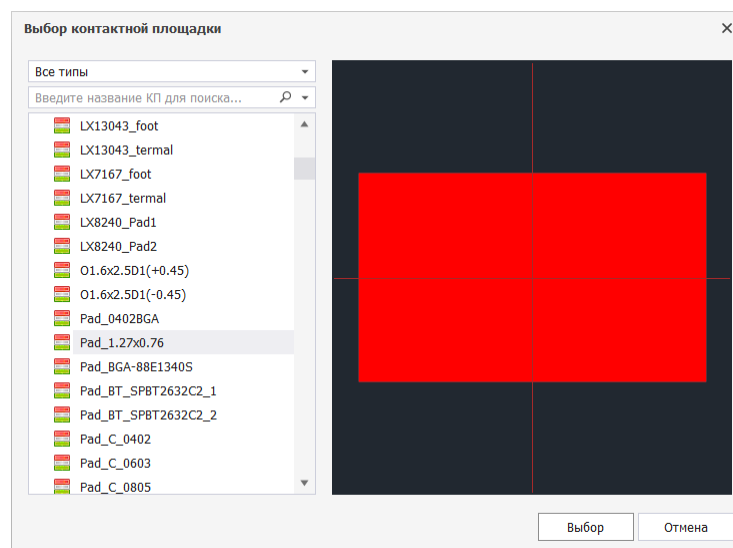 Выбор контактной площадки
Все типы
Введите название КП для поиска...
LX13043_foot
LX13043_termal
LX7167_foot
LX7167_termal
LX8240_Pad1
LX8240_Pad2
O1.6x2.5D1(+0.45)
O1.6x2.5D1(-0.45)
Pad_0402BGA
Pad_1.27x0.76
Pad_BGA-88E1340S
Pad_BT_SPBT2632C2_1
Pad_BT_SPBT2632C2_2
Pad_C_0402
Pad_C_0603
Pad_C_0805
Выбор
Отмена